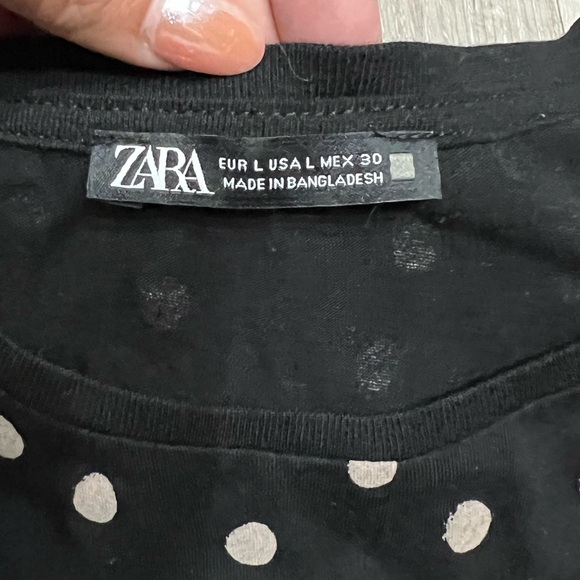 ZARA
EUR L USA L MEX 30
MADE IN BANGLADESH